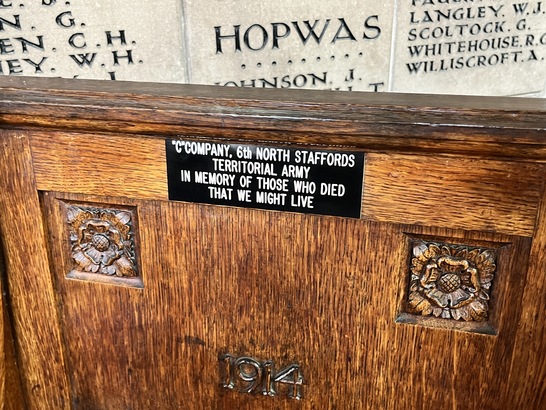 EN. C. H.
W. H.
HOPWAS
JOHNSON, J.
LANGLEY. W. J.
SCOLTOCK. G.
WHITEHOUSE. R.G
WILLISCROFT. A.
"C"COMPANY, 6th NORTH STAFFORDS
TERRITORIAL ARMY
IN MEMORY OF THOSE WHO DIED
THAT WE MIGHT LIVE
1914